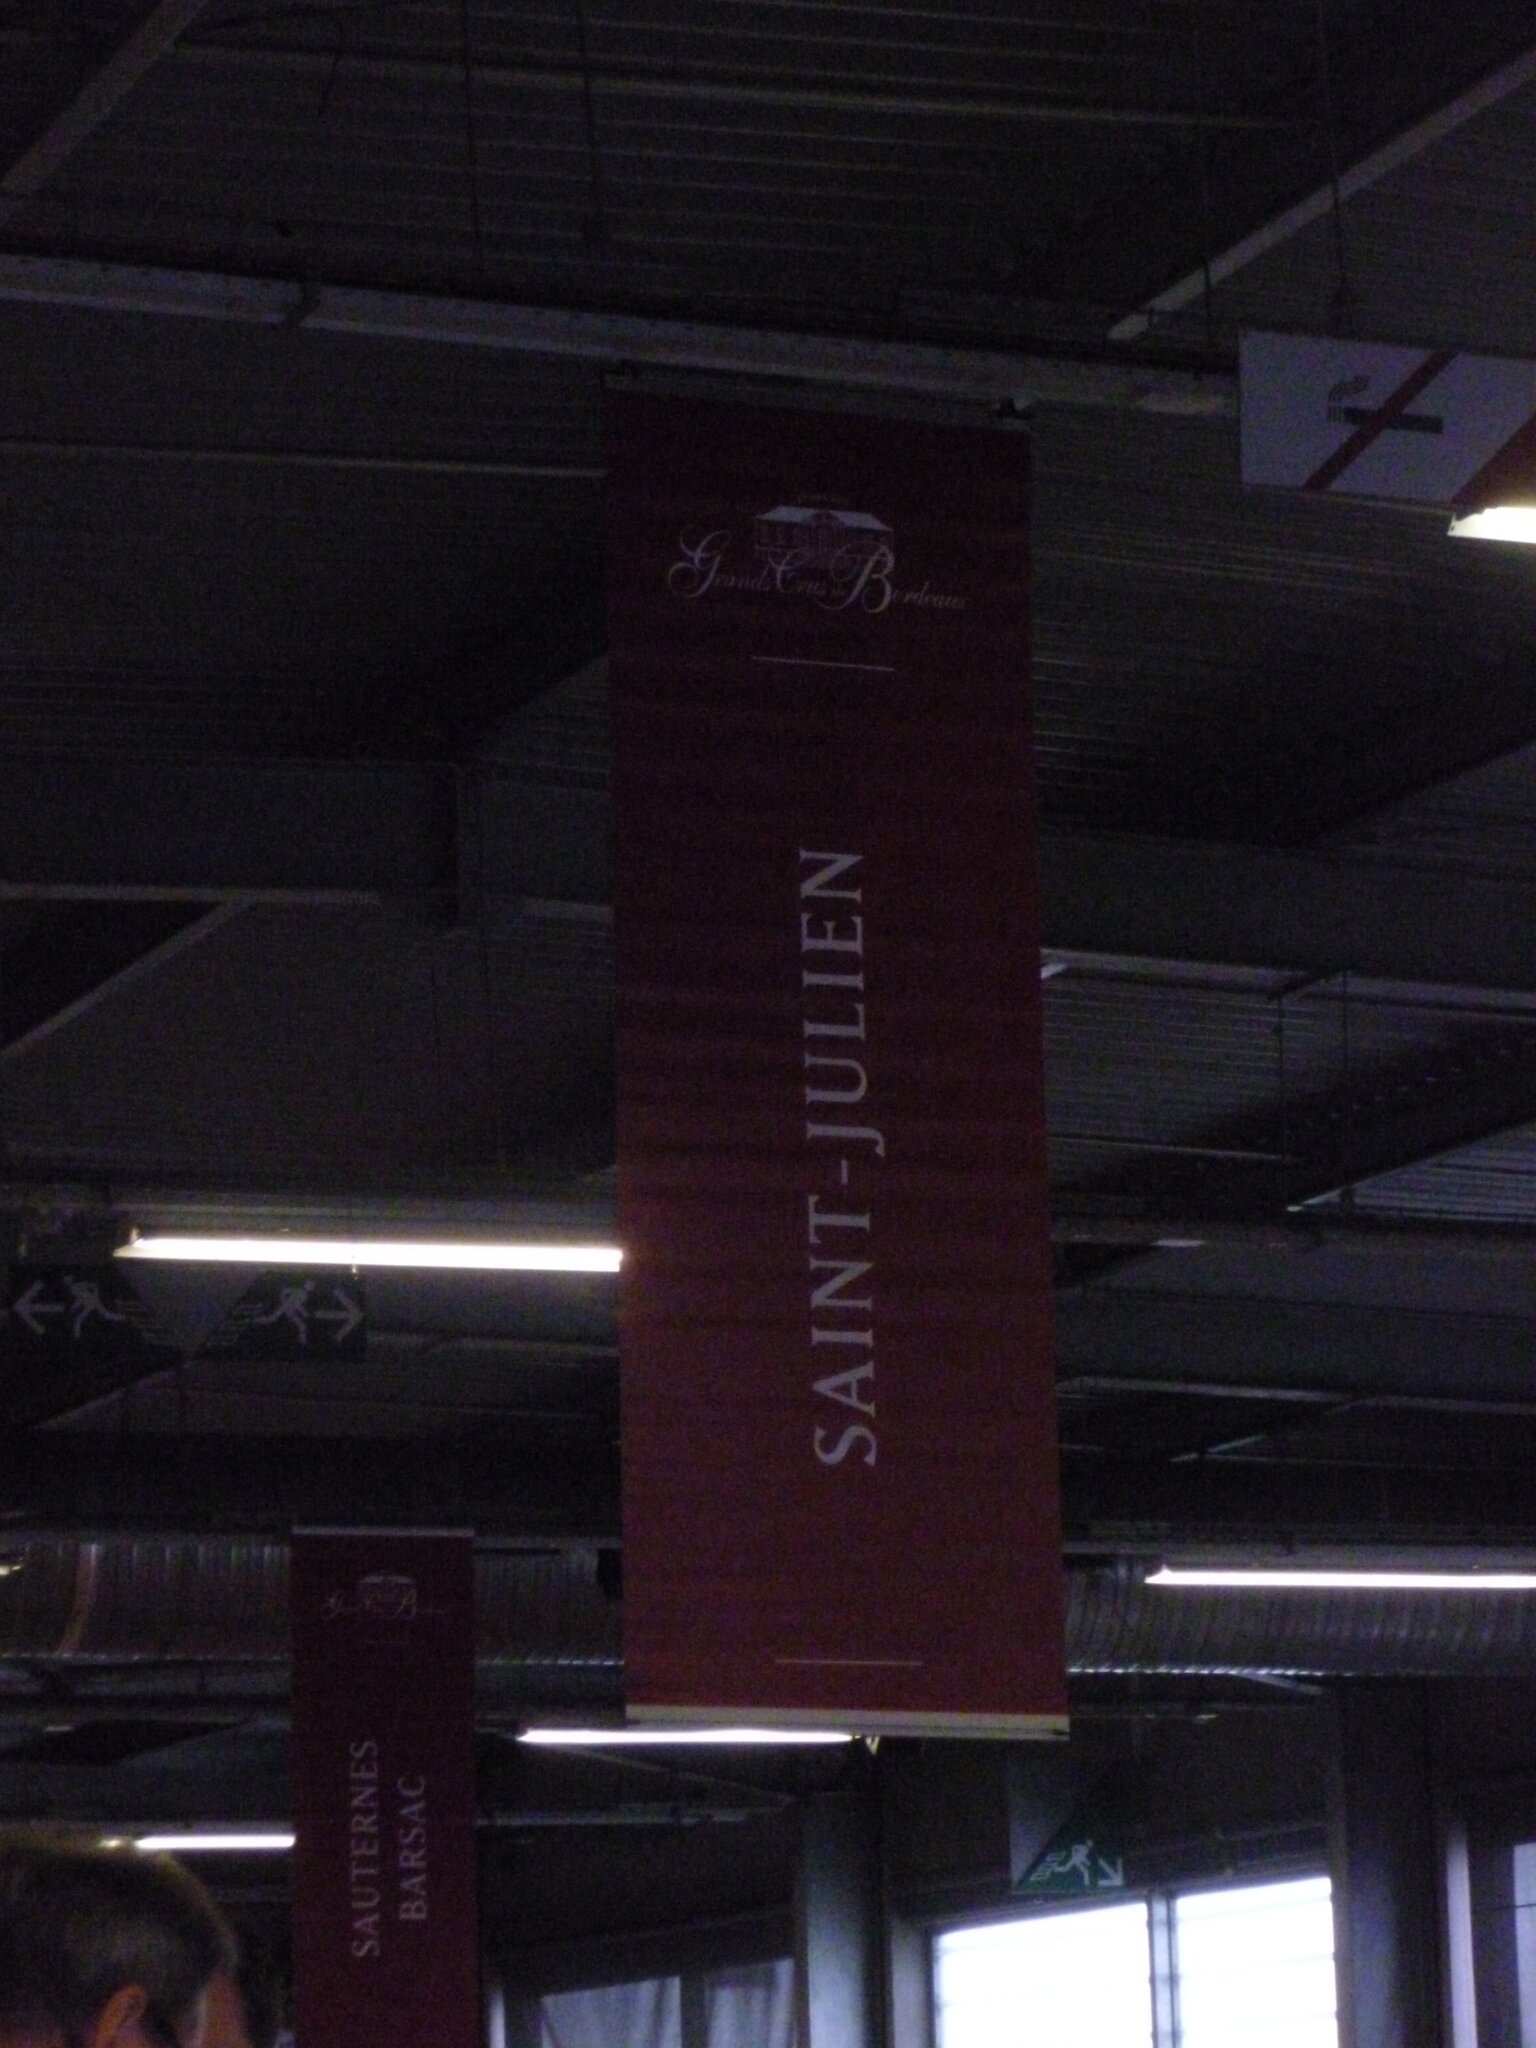 Grands Crus de Bordeaux
SAINT-JULIEN
SAUTERNES
BARSAC